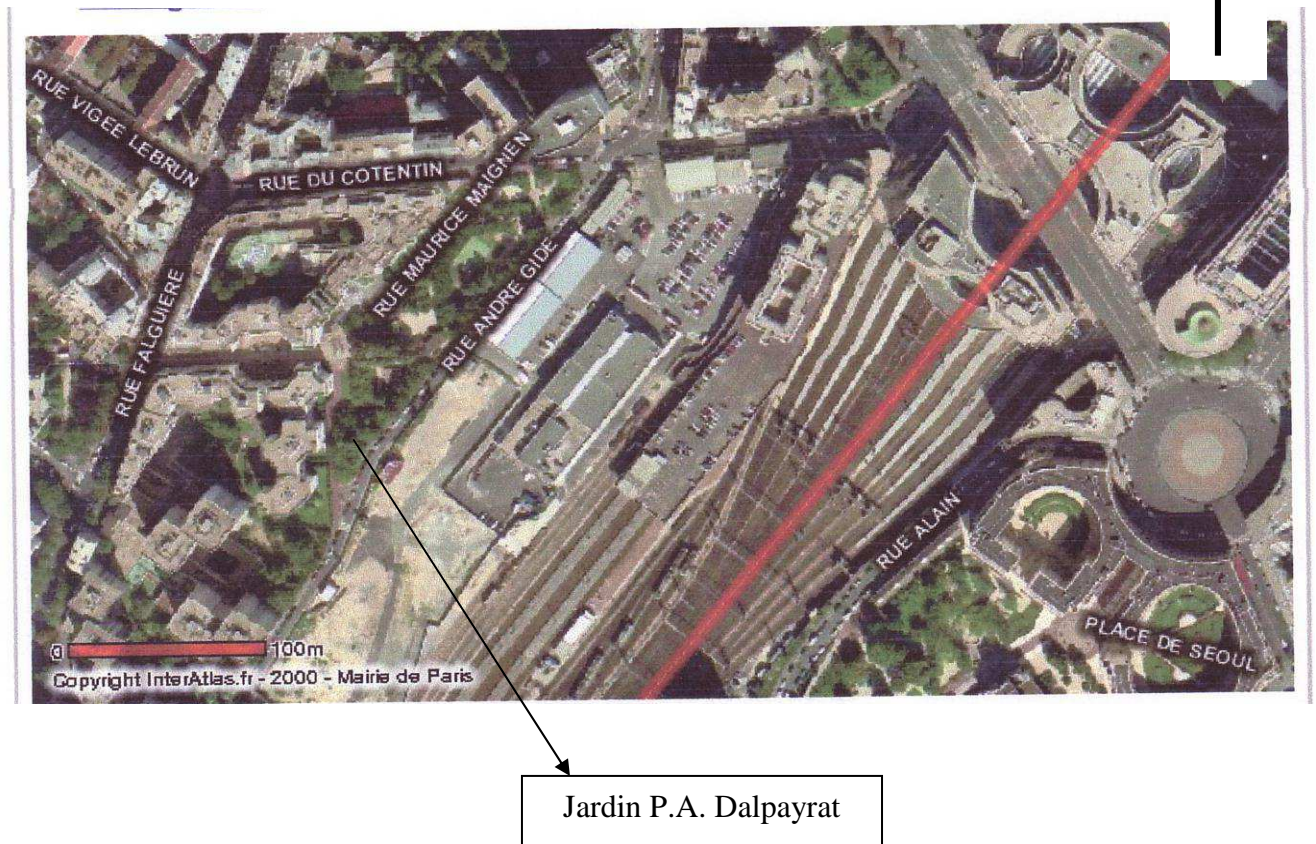 RUE VIGEE LEBRUN
RUE DU COTENTIN
RUE MAURICE MAIGNEN
RUE ANDRE GIDE
RUE FALGUIERE
RUE ALAIN
PLACE DE SEOUL
0 100m
Copyright InterAtlas.fr - 2000 - Mairie de Paris
Jardin P.A. Dalpayrat